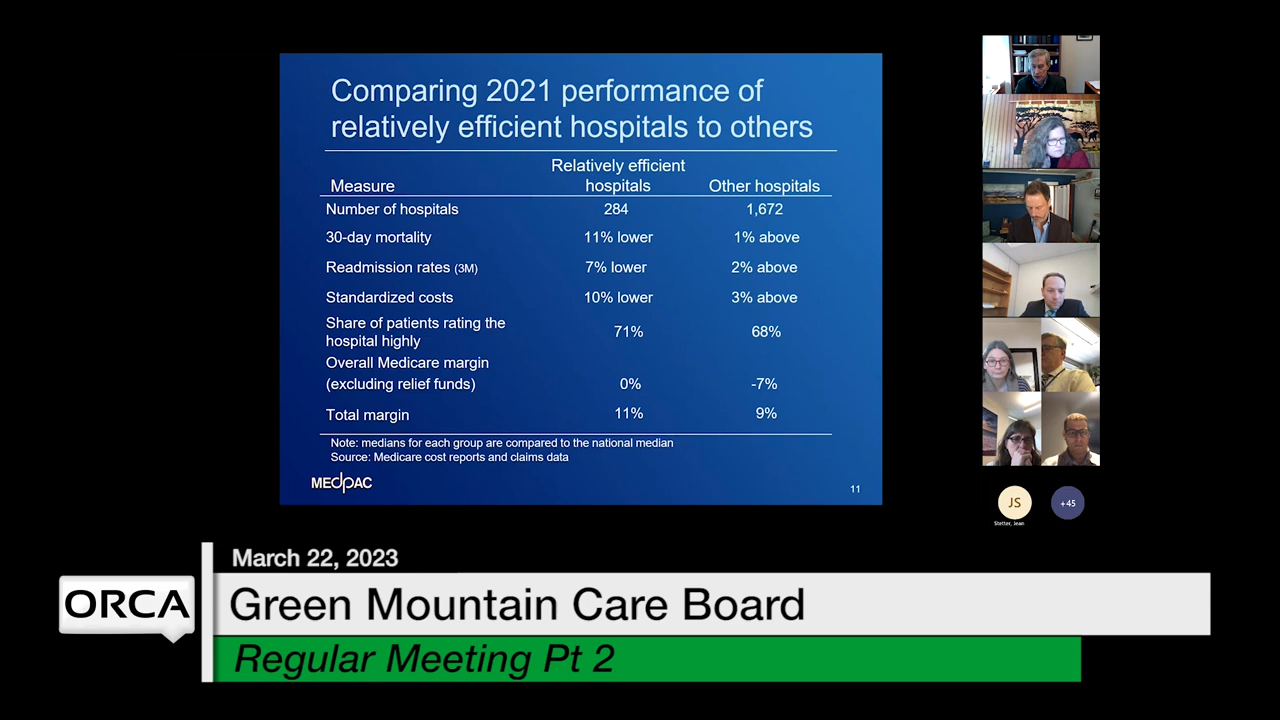 Comparing 2021 performance of
relatively efficient hospitals to others
Relatively efficient
Measure hospitals Other hospitals
Number of hospitals 284 1,672
30-day mortality 11% lower 1% above
Readmission rates (3M) 7% lower 2% above
Standardized costs 10% lower 3% above
Share of patients rating the
hospital highly 71% 68%
Overall Medicare margin
(excluding relief funds) 0% -7%
Total margin 11% 9%
Note: medians for each group are compared to the national median
Source: Medicare cost reports and claims data
MEDPAC
11
JS
+45
Stetter, Jean
March 22, 2023
ORCA
Green Mountain Care Board
Regular Meeting Pt 2